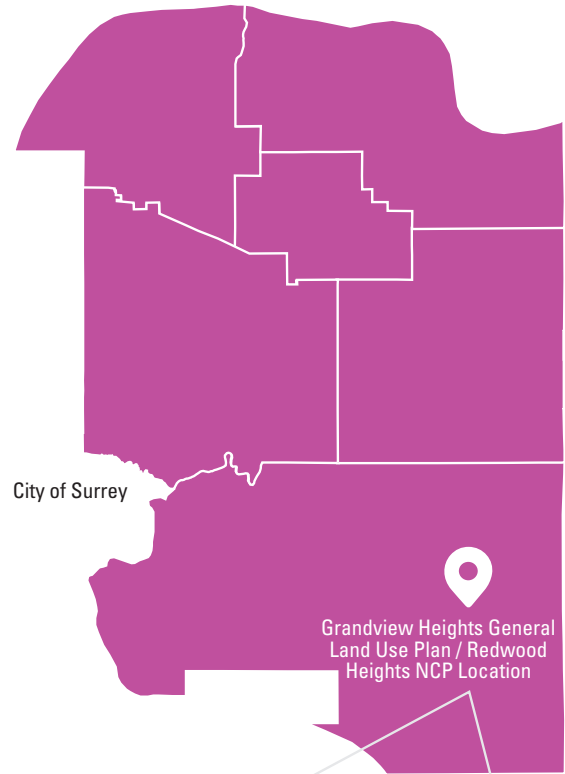 City of Surrey
Grandview Heights General
Land Use Plan / Redwood
Heights NCP Location